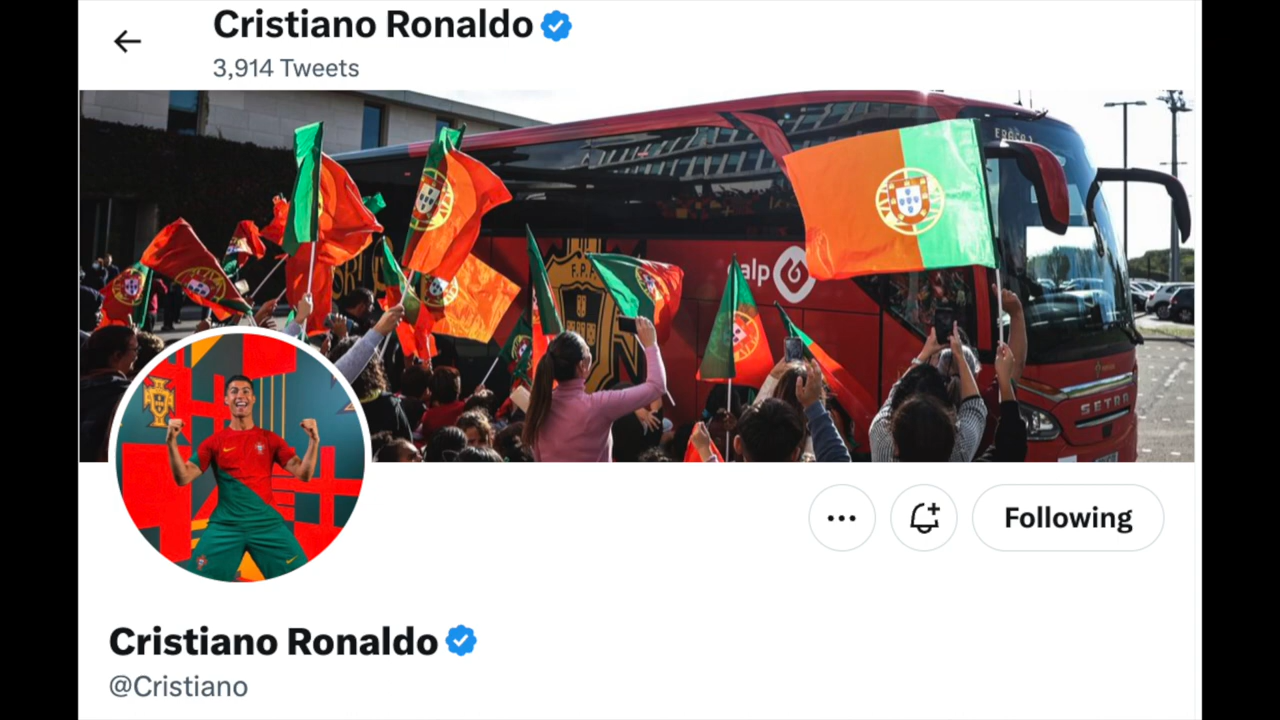 Cristiano Ronaldo
3,914 Tweets
galp
F.P.F.
SETRA
Following
Cristiano Ronaldo
@Cristiano